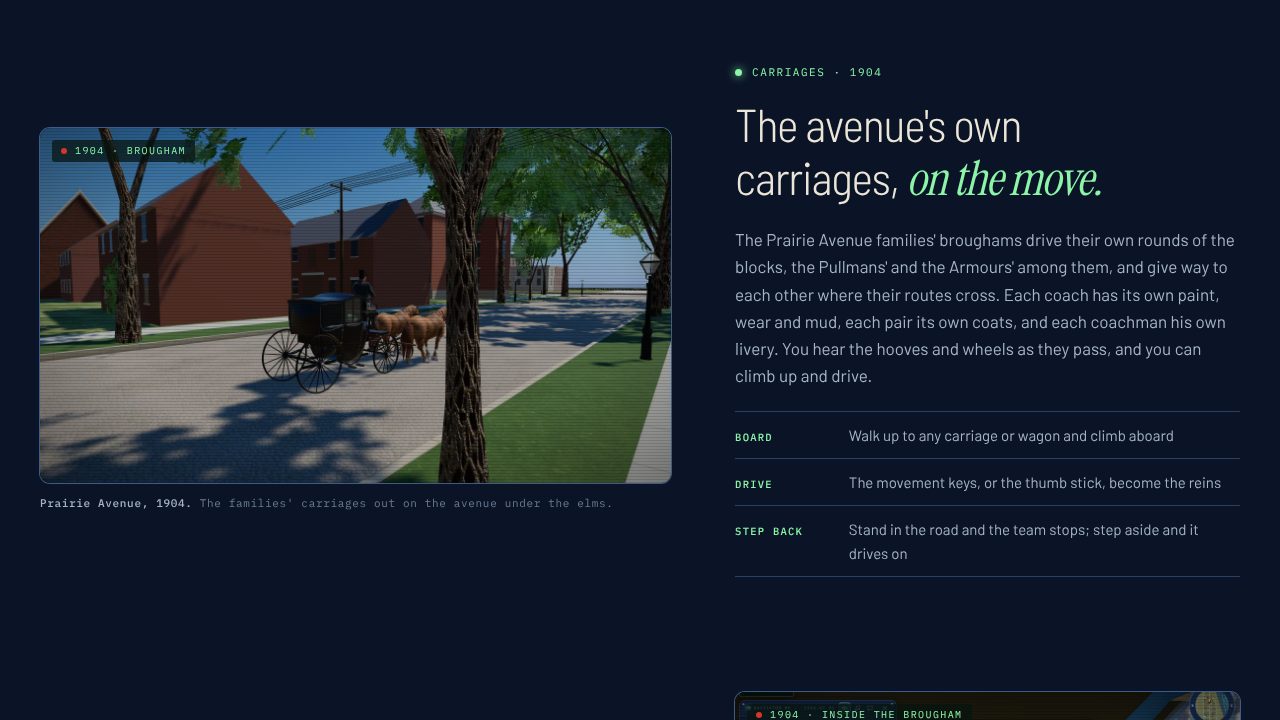 1904 · BROUGHAM
Prairie Avenue, 1904. The families' carriages out on the avenue under the elms.
CARRIAGES · 1904
The avenue's own
carriages, on the move.
The Prairie Avenue families' broughams drive their own rounds of the
blocks, the Pullmans' and the Armours' among them, and give way to
each other where their routes cross. Each coach has its own paint,
wear and mud, each pair its own coats, and each coachman his own
livery. You hear the hooves and wheels as they pass, and you can
climb up and drive.
BOARD Walk up to any carriage or wagon and climb aboard
DRIVE The movement keys, or the thumb stick, become the reins
STEP BACK Stand in the road and the team stops; step aside and it
drives on
1904 · INSIDE THE BROUGHAM